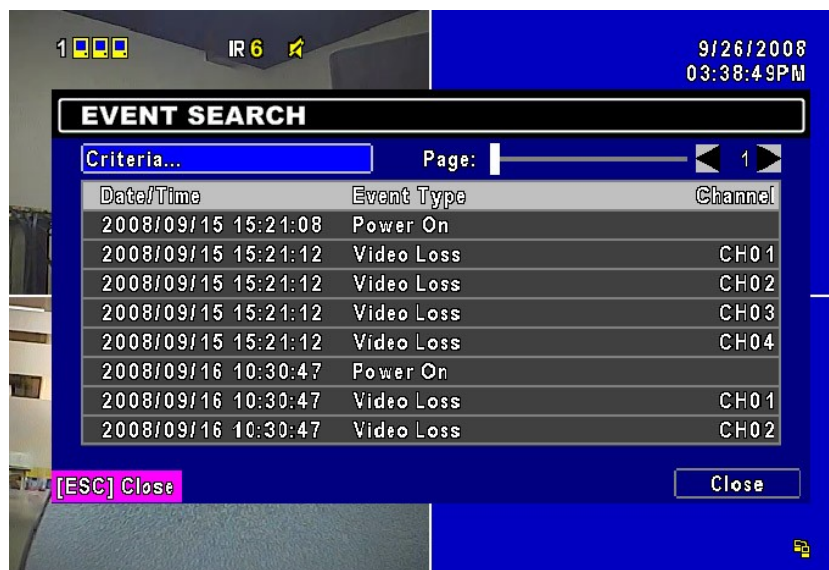 1 IR 6 9/26/2008
03:38:49PM
EVENT SEARCH
Criteria... Page: 1
Date/Time Event Type Channel
2008/09/15 15:21:08 Power On
2008/09/15 15:21:12 Video Loss CH01
2008/09/15 15:21:12 Video Loss CH02
2008/09/15 15:21:12 Video Loss CH03
2008/09/15 15:21:12 Video Loss CH04
2008/09/16 10:30:47 Power On
2008/09/16 10:30:47 Video Loss CH01
2008/09/16 10:30:47 Video Loss CH02
[ESC] Close Close